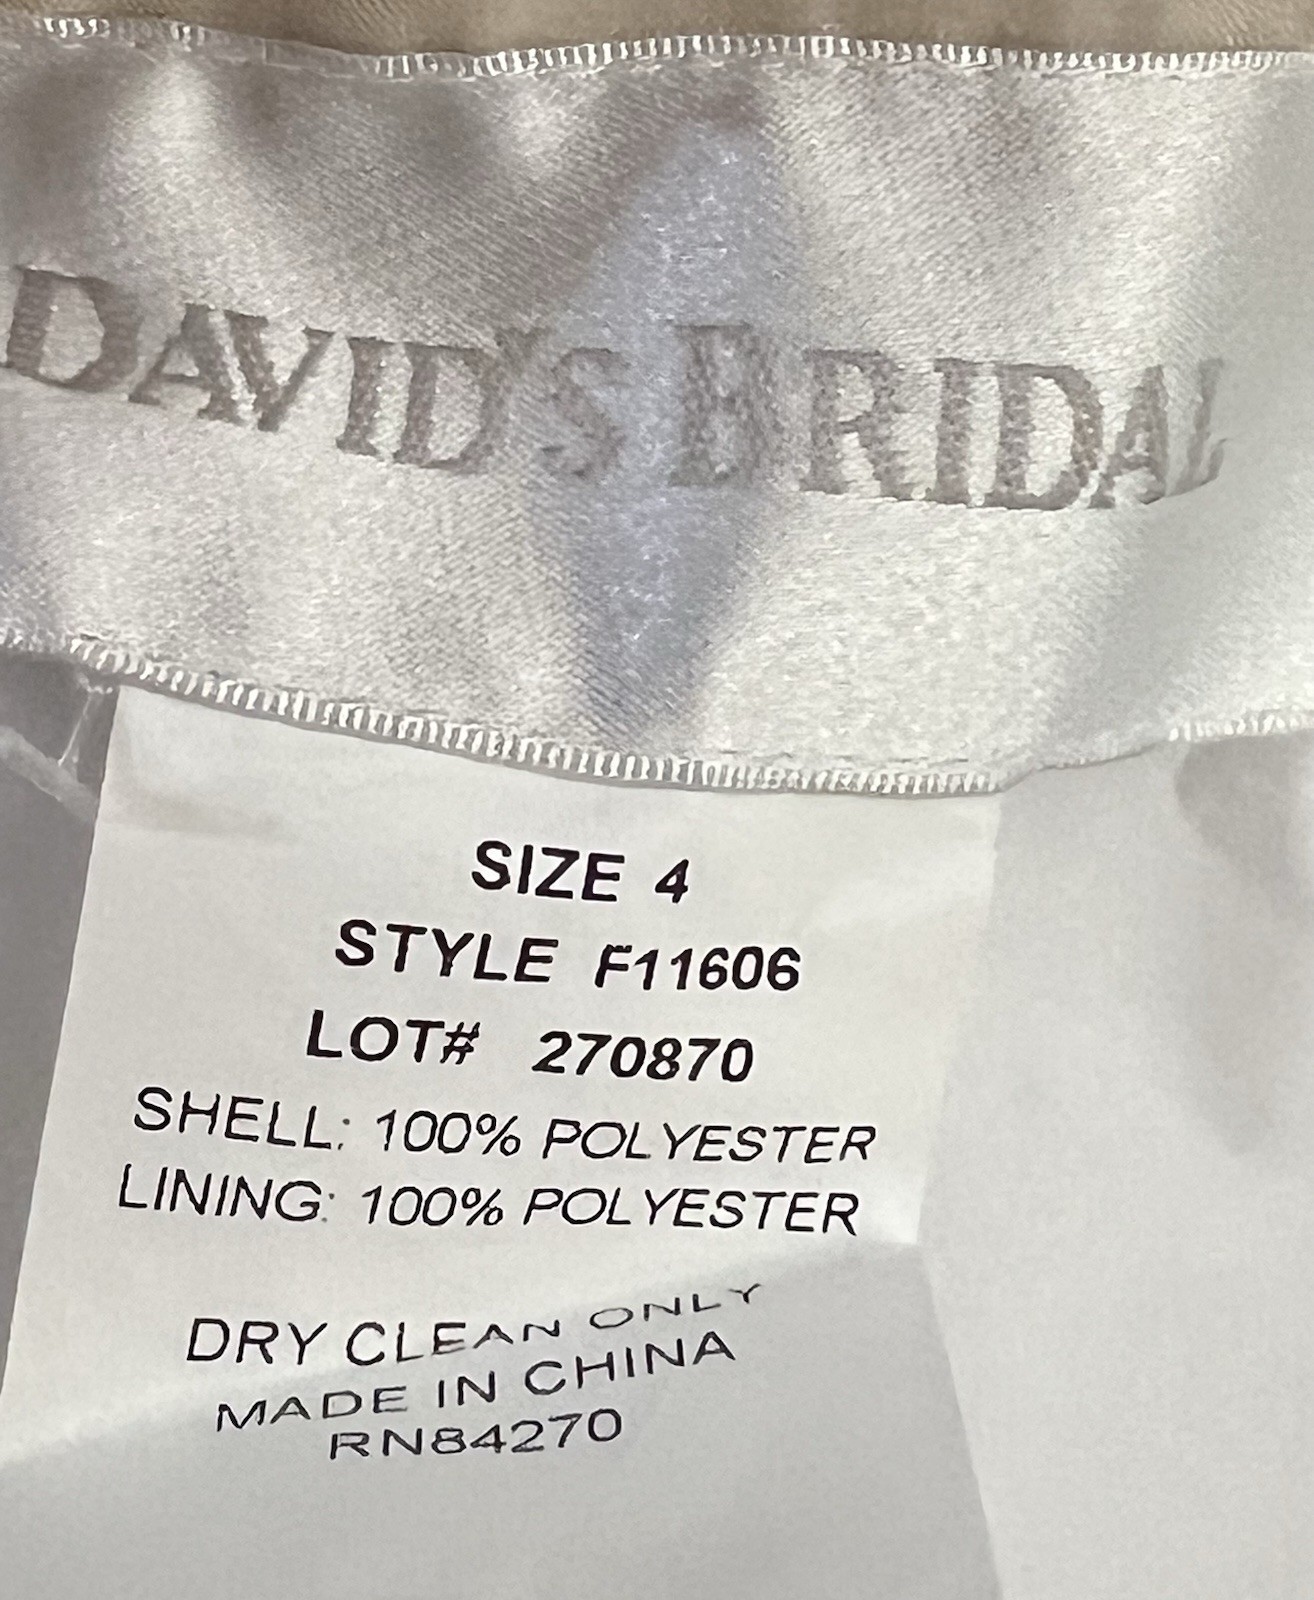 DAVID'S BRIDAL
SIZE 4
STYLE F11606
LOT# 270870
SHELL: 100% POLYESTER
LINING: 100% POLYESTER
DRY CLEAN ONLY
MADE IN CHINA
RN84270